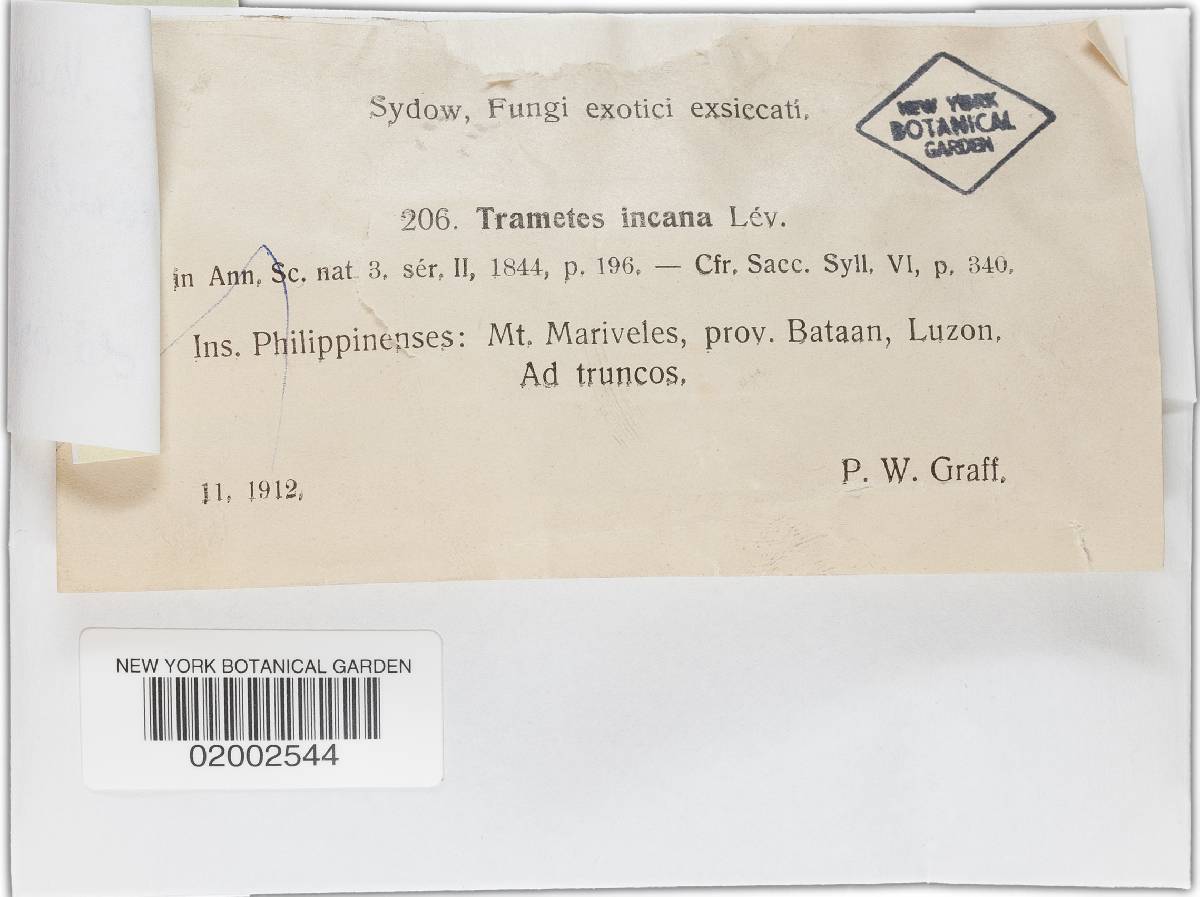 Sydow, Fungi exotici exsiccati.
NEW YORK
BOTANICAL
GARDEN
206. Trametes incana Lév.
in Ann. Sc. nat 3. sér. II, 1844, p. 196. — Cfr. Sacc. Syll. VI, p. 340.
Ins. Philippinenses: Mt. Mariveles, prov. Bataan, Luzon.
Ad truncos.
11. 1912.
P. W. Graff.
NEW YORK BOTANICAL GARDEN
02002544